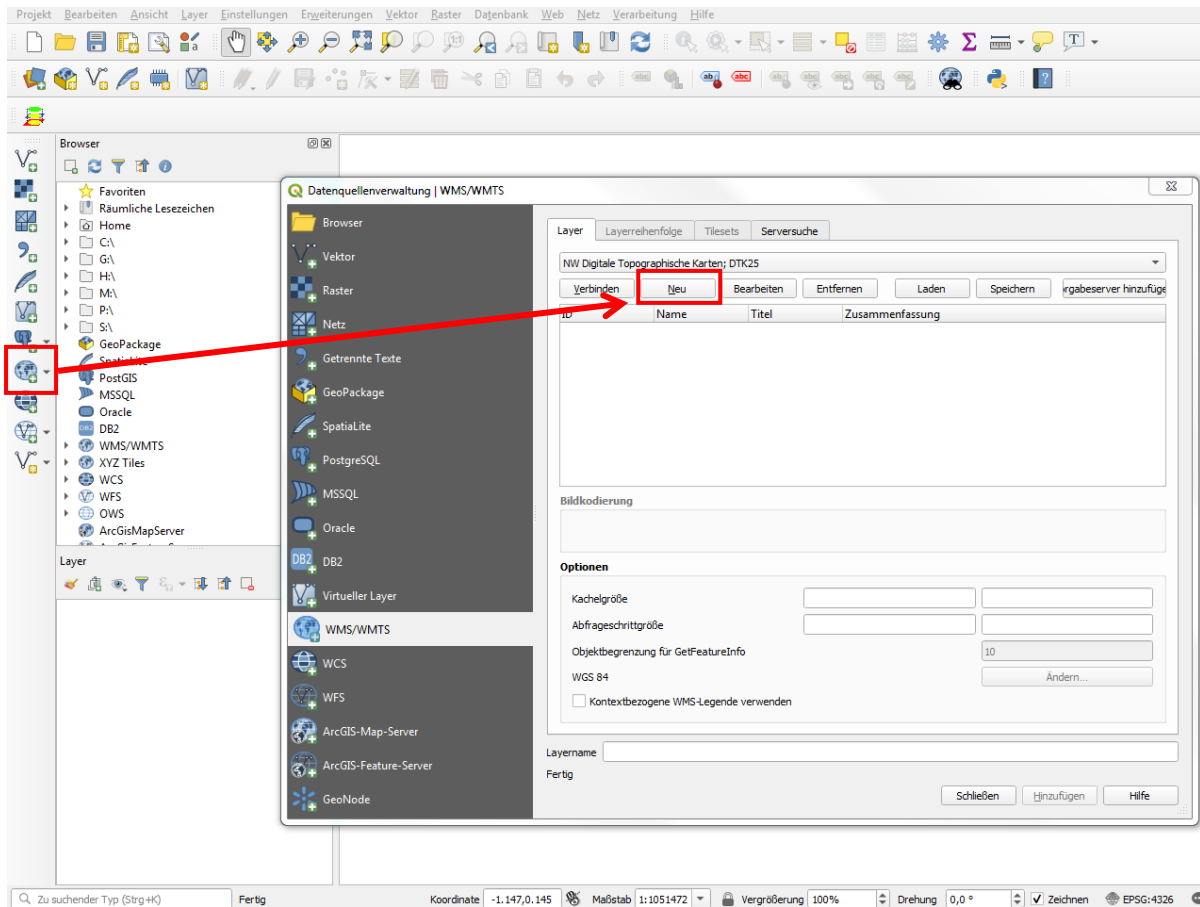 Projekt Bearbeiten Ansicht Layer Einstellungen Erweiterungen Vektor Raster Datenbank Web Netz Verarbeitung Hilfe
Browser
Favoriten
Räumliche Lesezeichen
Home
C:\
G:\
H:\
M:\
P:\
S:\
GeoPackage
SpatiaLite
PostGIS
MSSQL
Oracle
DB2
WMS/WMTS
XYZ Tiles
WCS
WFS
OWS
ArcGisMapServer
Layer
Datenquellenverwaltung | WMS/WMTS
Browser
Vektor
Raster
Netz
Getrennte Texte
GeoPackage
SpatiaLite
PostgreSQL
MSSQL
Oracle
DB2
Virtueller Layer
WMS/WMTS
WCS
WFS
ArcGIS-Map-Server
ArcGIS-Feature-Server
GeoNode
Layer Layerreihenfolge Tilesets Serversuche
NW Digitale Topographische Karten; DTK25
Verbinden Neu Bearbeiten Entfernen Laden Speichern rgabeserver hinzufüge
ID Name Titel Zusammenfassung
Bildkodierung
Optionen
Kachelgröße
Abfrageschrittgröße
Objektbegrenzung für GetFeatureInfo 10
WGS 84 Ändern...
Kontextbezogene WMS-Legende verwenden
Layername
Fertig
Schließen Hinzufügen Hilfe
Zu suchender Typ (Strg+K) Fertig Koordinate -1.147,0.145 Maßstab 1:1051472 Vergrößerung 100% Drehung 0,0 ° Zeichnen EPSG:4326